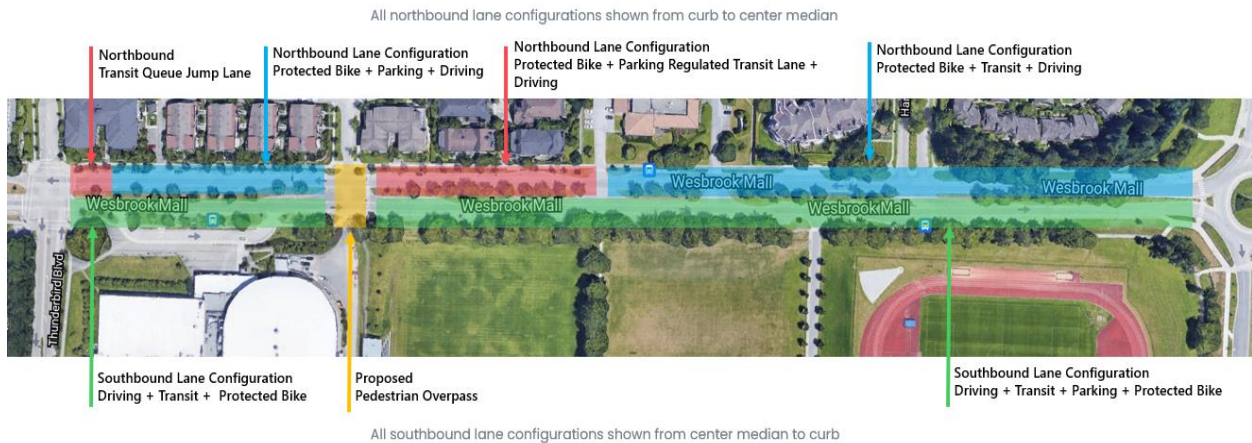 All northbound lane configurations shown from curb to center median
Northbound
Transit Queue Jump Lane
Northbound Lane Configuration
Protected Bike + Parking + Driving
Northbound Lane Configuration
Protected Bike + Parking Regulated Transit Lane +
Driving
Northbound Lane Configuration
Protected Bike + Transit + Driving
Ha
Wesbrook Mall
Wesbrook Mall
Wesbrook Mall
Wesbrook Mall
Wesbrook Mall
Thunderbird Blvd
Southbound Lane Configuration
Driving + Transit + Protected Bike
Proposed
Pedestrian Overpass
Southbound Lane Configuration
Driving + Transit + Parking + Protected Bike
All southbound lane configurations shown from center median to curb